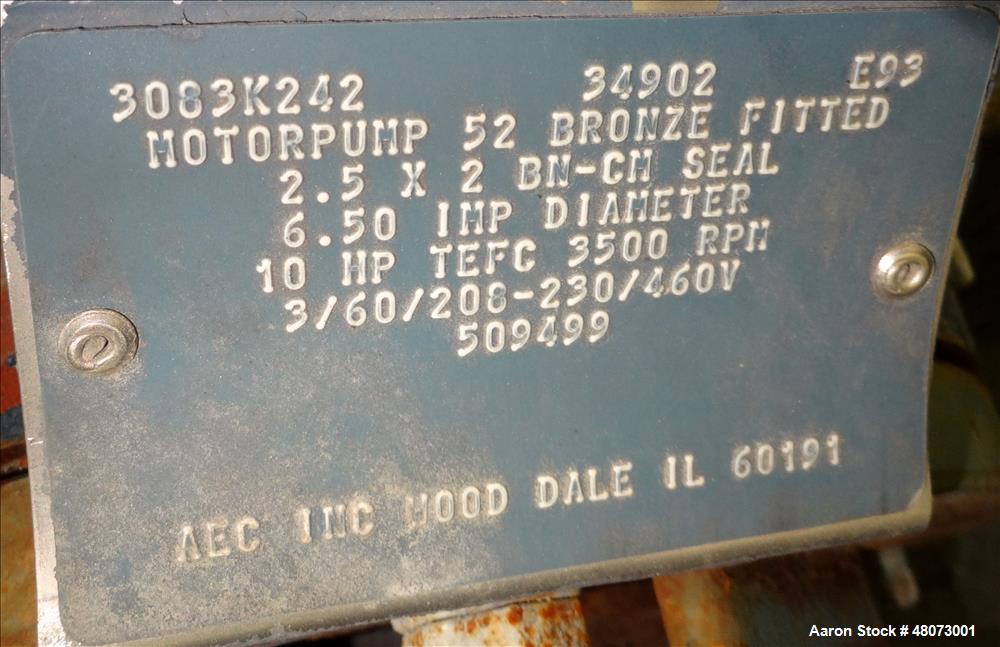 3083K242 34902 E93
MOTORPUMP 52 BRONZE FITTED
2.5 X 2 BN-CM SEAL
6.50 IMP DIAMETER
10 HP TEFC 3500 RPM
3/60/208-230/460V
509499
AEC INC WOOD DALE IL 60191
Aaron Stock # 48073001